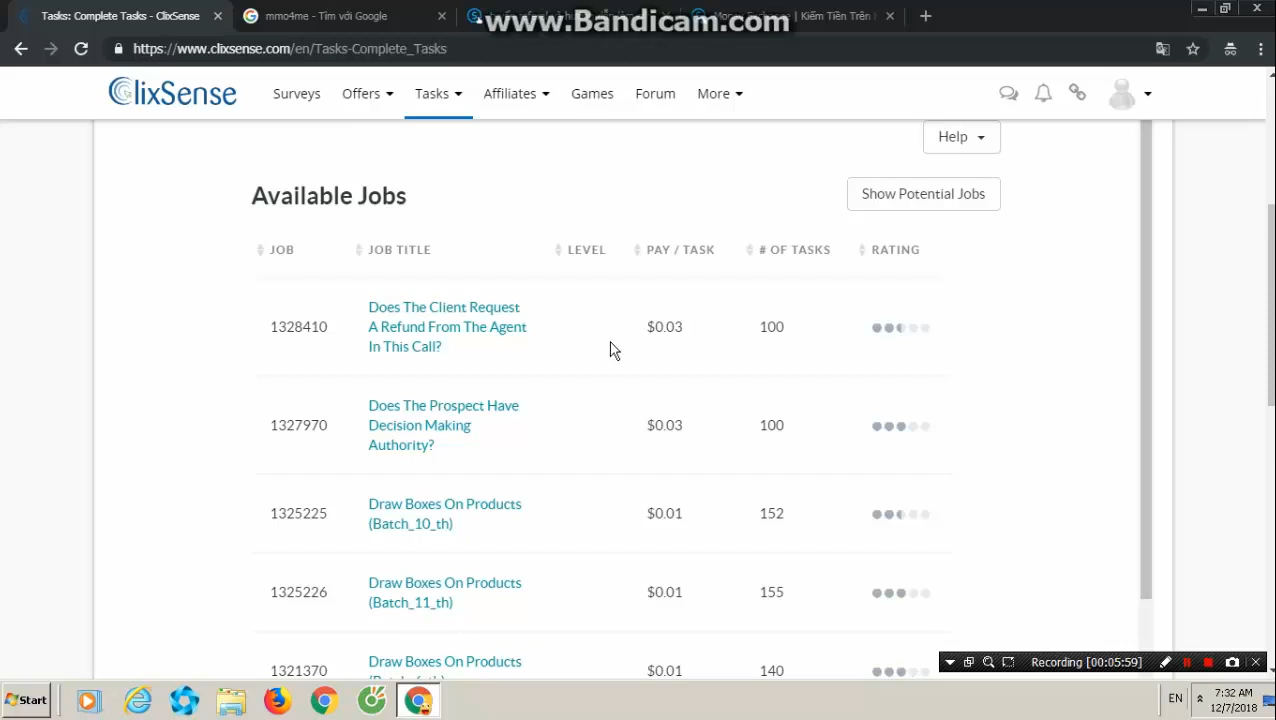 Tasks: Complete Tasks - ClixSense
mmo4me - Tìm với Google
| Kiếm Tiền Trên
www.Bandicam.com
https://www.clixsense.com/en/Tasks-Complete_Tasks
ClixSense
Surveys
Offers
Tasks
Affiliates
Games
Forum
More
Help
Available Jobs
Show Potential Jobs
JOB JOB TITLE LEVEL PAY / TASK # OF TASKS RATING
Does The Client Request
1328410 A Refund From The Agent $0.03 100
In This Call?
Does The Prospect Have
1327970 Decision Making $0.03 100
Authority?
Draw Boxes On Products
1325225 $0.01 152
(Batch_10_th)
Draw Boxes On Products
1325226 $0.01 155
(Batch_11_th)
Draw Boxes On Products
1321370 $0.01 140
Recording [00:05:59]
Start
EN
7:32 AM
12/7/2018